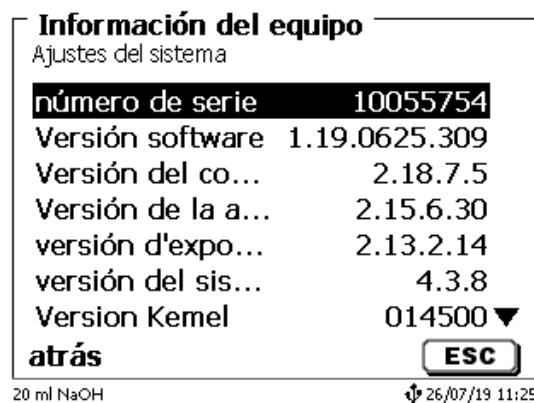 Información del equipo
Ajustes del sistema
número de serie 10055754
Versión software 1.19.0625.309
Versión del co... 2.18.7.5
Versión de la a... 2.15.6.30
versión d'expo... 2.13.2.14
versión del sis... 4.3.8
Version Kemel 014500
atrás ESC
20 ml NaOH 26/07/19 11:25